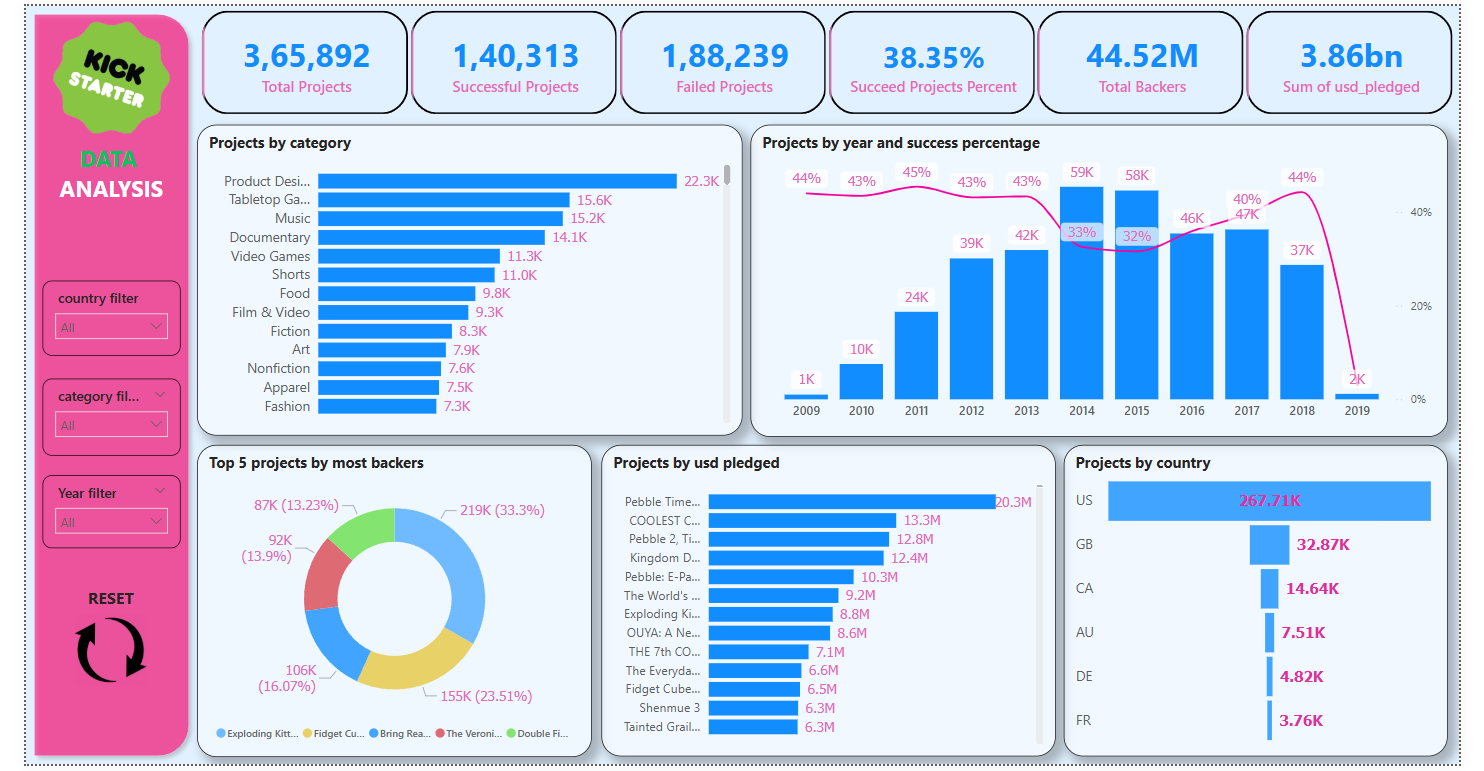 KICK
STARTER
DATA
ANALYSIS
country filter
All
category fil...
All
Year filter
All
RESET
3,65,892
Total Projects
1,40,313
Successful Projects
1,88,239
Failed Projects
38.35%
Succeed Projects Percent
44.52M
Total Backers
3.86bn
Sum of usd_pledged
Projects by category
Product Desi... 22.3K
Tabletop Ga... 15.6K
Music 15.2K
Documentary 14.1K
Video Games 11.3K
Shorts 11.0K
Food 9.8K
Film & Video 9.3K
Fiction 8.3K
Art 7.9K
Nonfiction 7.6K
Apparel 7.5K
Fashion 7.3K
Projects by year and success percentage
44% 43% 45% 43% 43% 33% 32% 40% 44%
1K 10K 24K 39K 42K 59K 58K 46K 47K 37K 2K
40%
20%
0%
2009 2010 2011 2012 2013 2014 2015 2016 2017 2018 2019
Top 5 projects by most backers
87K (13.23%)
219K (33.3%)
92K
(13.9%)
106K
(16.07%)
155K (23.51%)
Exploding Kitt... Fidget Cu... Bring Rea... The Veroni... Double Fi...
Projects by usd pledged
Pebble Time... 20.3M
COOLEST C... 13.3M
Pebble 2, Ti... 12.8M
Kingdom D... 12.4M
Pebble: E-Pa... 10.3M
The World's ... 9.2M
Exploding Ki... 8.8M
OUYA: A Ne... 8.6M
THE 7th CO... 7.1M
The Everyda... 6.6M
Fidget Cube... 6.5M
Shenmue 3 6.3M
Tainted Grail... 6.3M
Projects by country
US 267.71K
GB 32.87K
CA 14.64K
AU 7.51K
DE 4.82K
FR 3.76K